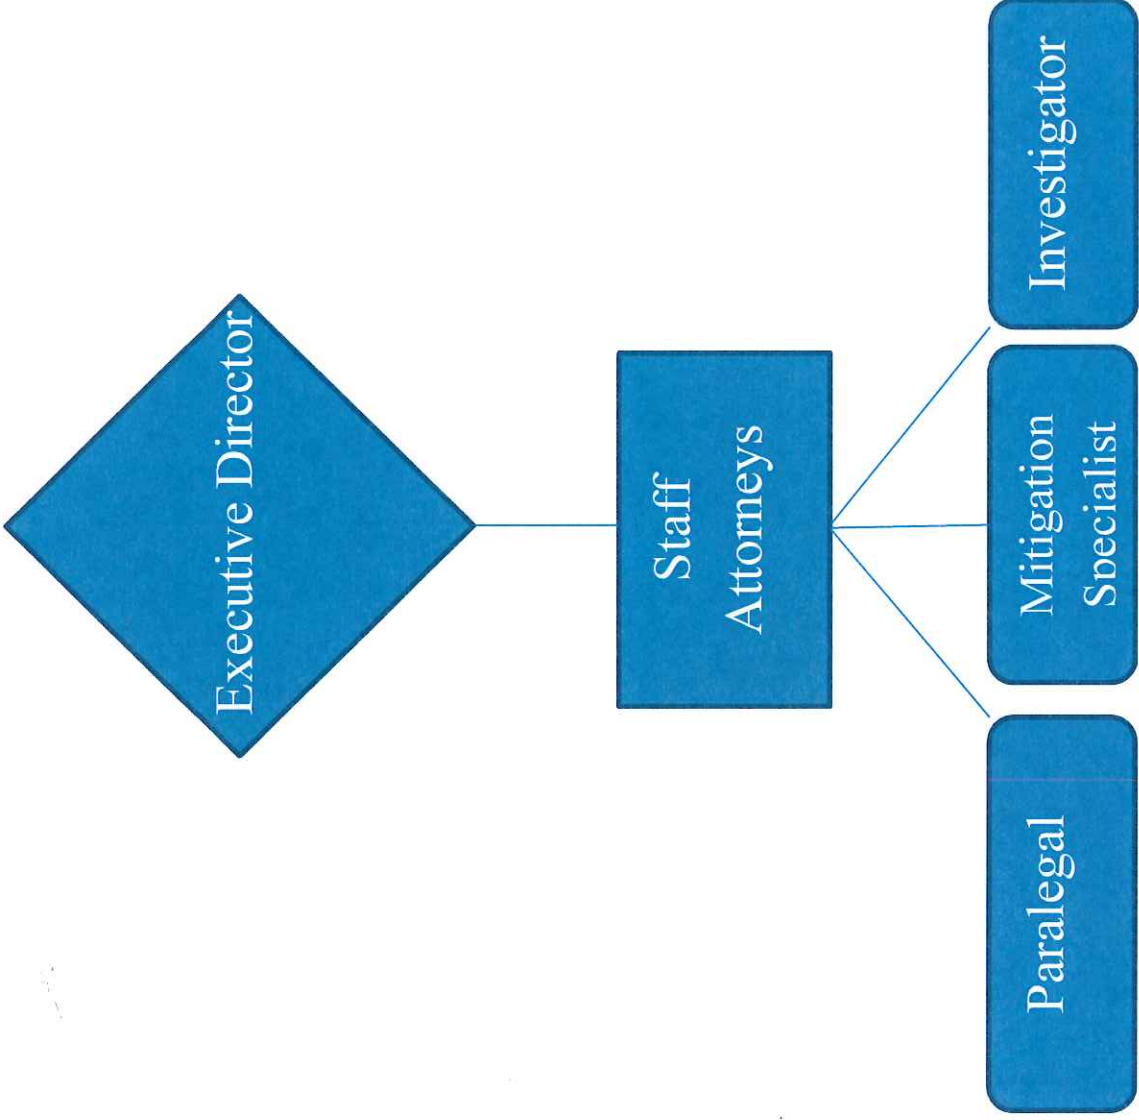 Executive Director
Staff
Attorneys
Paralegal
Mitigation
Specialist
Investigator